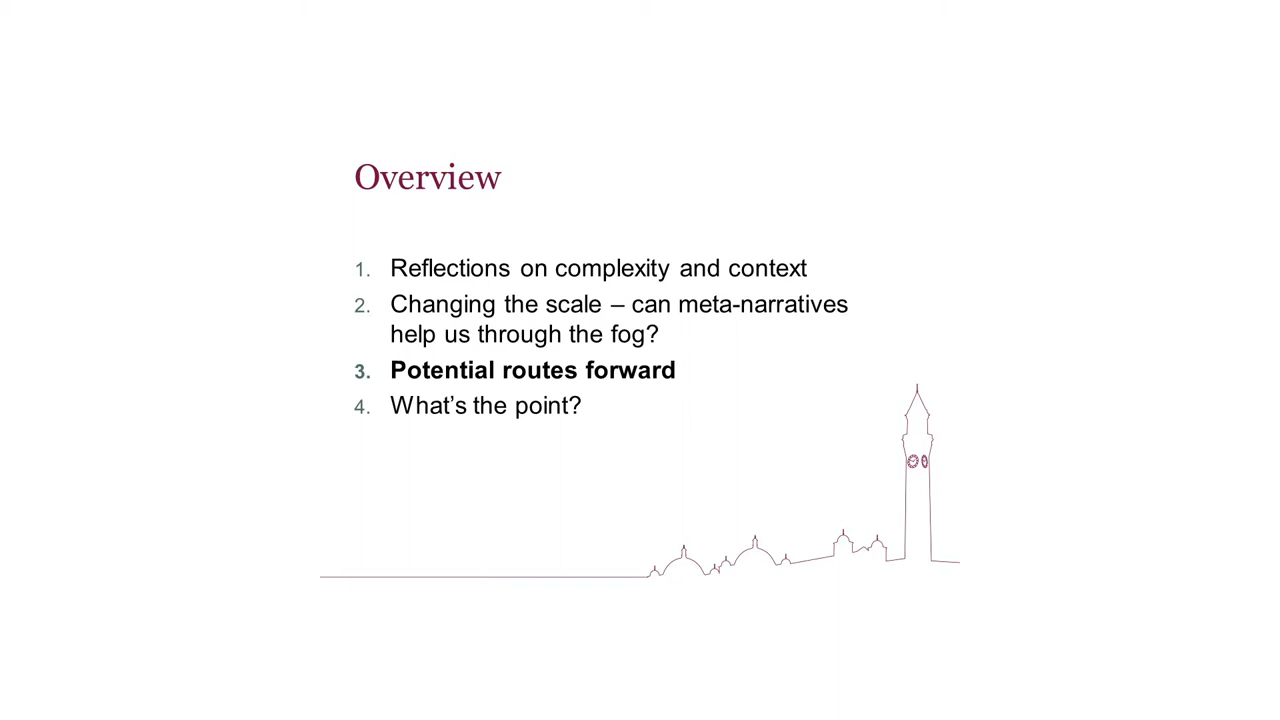 Overview
1. Reflections on complexity and context
2. Changing the scale – can meta-narratives
help us through the fog?
3. Potential routes forward
4. What’s the point?